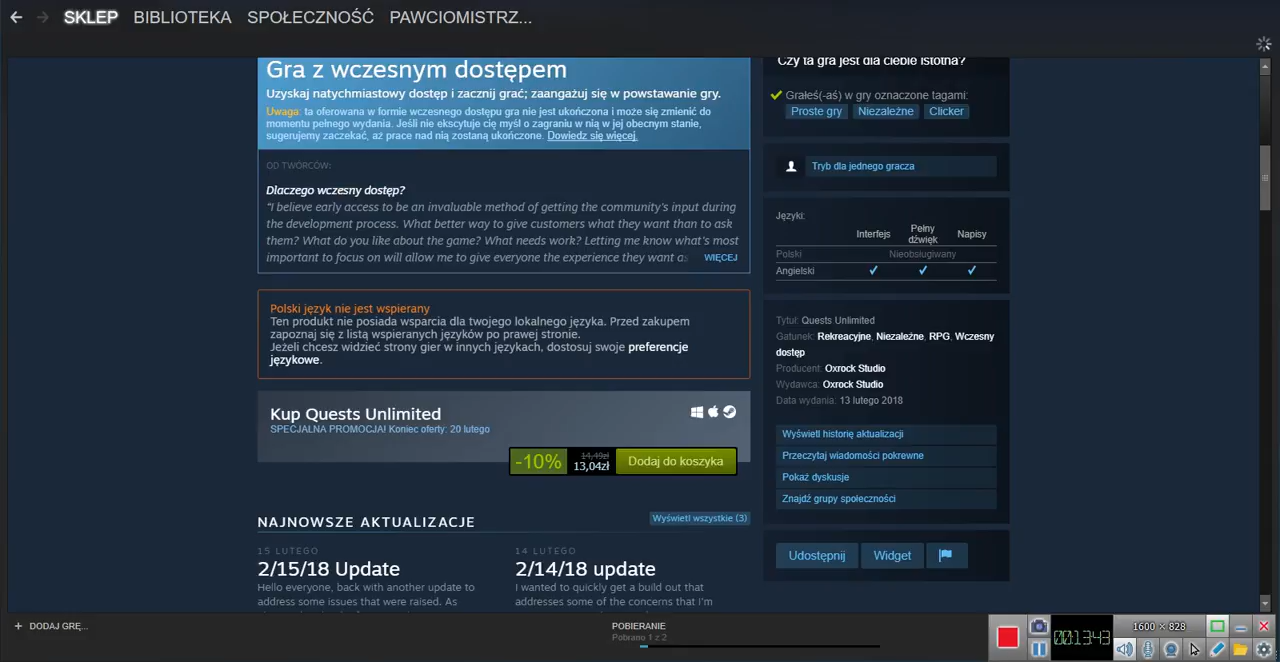 SKLEP BIBLIOTEKA SPOŁECZNOŚĆ PAWCIOMISTRZ...
Gra z wczesnym dostępem
Uzyskaj natychmiastowy dostęp i zacznij grać; zaangażuj się w powstawanie gry.
Uwaga: ta oferowana w formie wczesnego dostępu gra nie jest ukończona i może się zmienić do
momentu pełnego wydania. Jeśli nie ekscytuje cię myśl o zagraniu w nią w jej obecnym stanie,
sugerujemy zaczekać, aż prace nad nią zostaną ukończone. Dowiedz się więcej.
OD TWÓRCÓW:
Dlaczego wczesny dostęp?
“I believe early access to be an invaluable method of getting the community's input during
the development process. What better way to give customers what they want than to ask
them? What do you like about the game? What needs work? Letting me know what's most
important to focus on will allow me to give everyone the experience they want as
WIĘCEJ
Polski język nie jest wspierany
Ten produkt nie posiada wsparcia dla twojego lokalnego języka. Przed zakupem
zapoznaj się z listą wspieranych języków po prawej stronie.
Jeżeli chcesz widzieć strony gier w innych językach, dostosuj swoje preferencje
językowe.
Kup Quests Unlimited
SPECJALNA PROMOCJA! Koniec oferty: 20 lutego
-10%
14,49zł
13,04zł
Dodaj do koszyka
NAJNOWSZE AKTUALIZACJE
Wyświetl wszystkie (3)
15 LUTEGO
2/15/18 Update
Hello everyone, back with another update to
address some issues that were raised. As
14 LUTEGO
2/14/18 update
I wanted to quickly get a build out that
addresses some of the concerns that I'm
Czy ta gra jest dla ciebie istotna?
Grałeś(-aś) w gry oznaczone tagami:
Proste gry Niezależne Clicker
Tryb dla jednego gracza
Języki:
Interfejs Pełny dźwięk Napisy
Polski Nieobsługiwany
Angielski ✓ ✓ ✓
Tytuł: Quests Unlimited
Gatunek: Rekreacyjne, Niezależne, RPG, Wczesny
dostęp
Producent: Oxrock Studio
Wydawca: Oxrock Studio
Data wydania: 13 lutego 2018
Wyświetl historię aktualizacji
Przeczytaj wiadomości pokrewne
Pokaż dyskusje
Znajdź grupy społeczności
Udostępnij Widget
+ DODAJ GRĘ...
POBIERANIE
Pobrano 1 z 2
00:13:43
1600 × 828